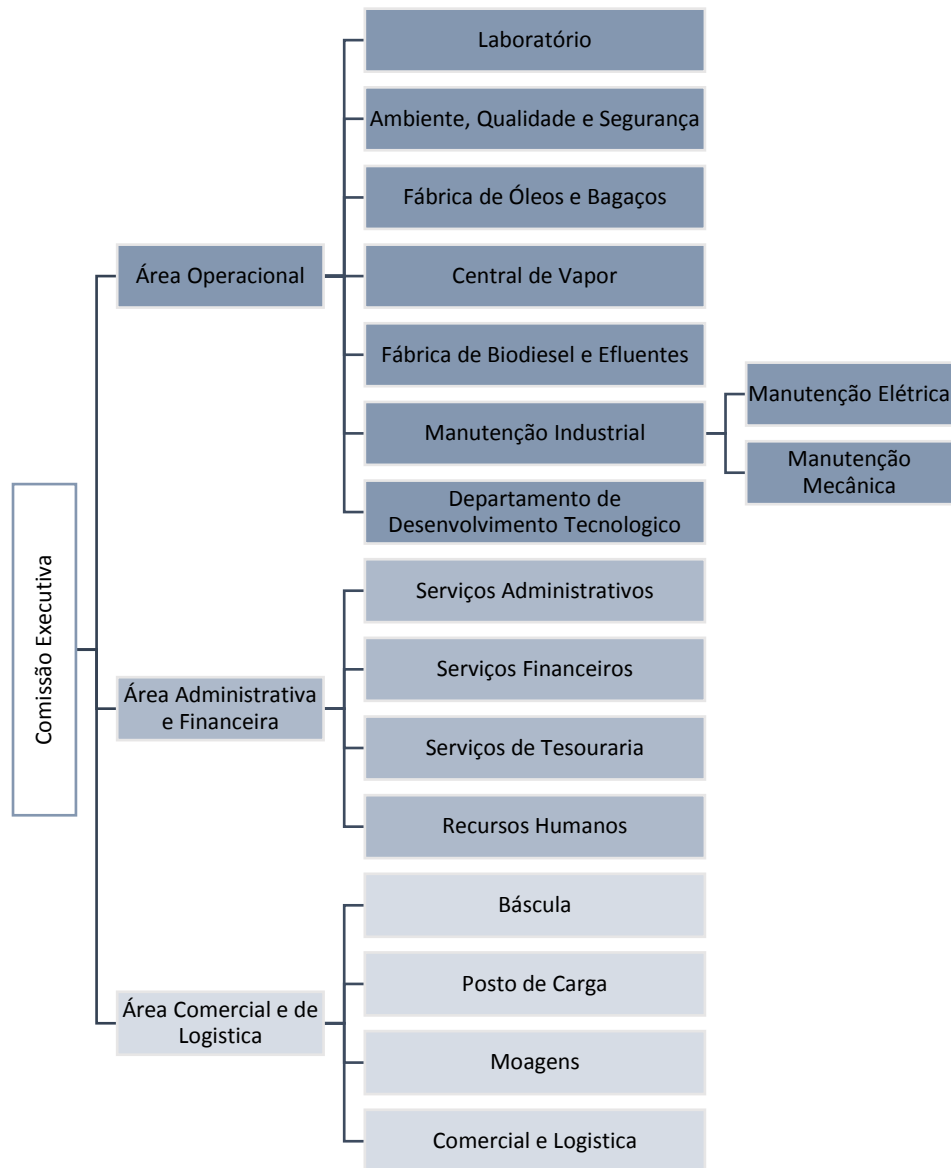 Laboratório
Ambiente, Qualidade e Segurança
Fábrica de Óleos e Bagaços
Área Operacional
Central de Vapor
Fábrica de Biodiesel e Efluentes
Manutenção Industrial
Manutenção Elétrica
Manutenção
Mecânica
Departamento de
Desenvolvimento Tecnologico
Comissão Executiva
Serviços Administrativos
Serviços Financeiros
Área Administrativa
e Financeira
Serviços de Tesouraria
Recursos Humanos
Báscula
Posto de Carga
Área Comercial e de
Logistica
Moagens
Comercial e Logistica